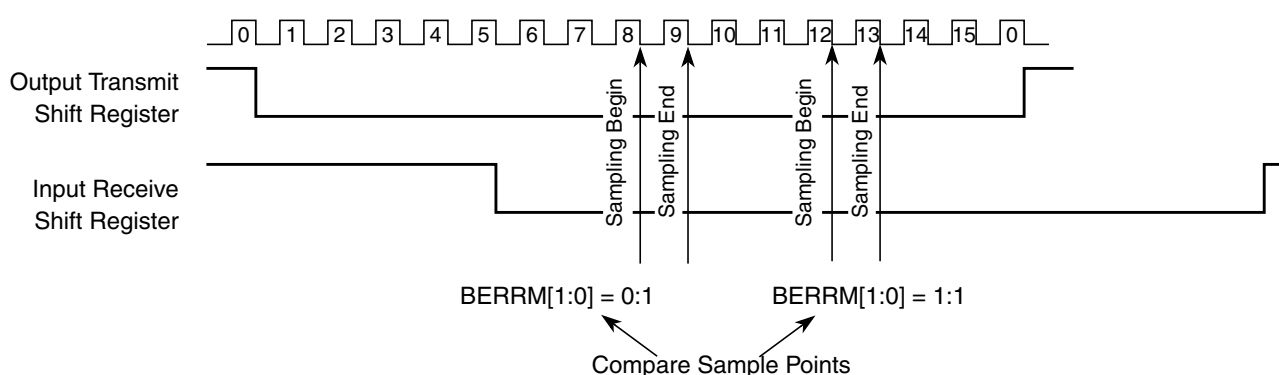 0 1 2 3 4 5 6 7 8 9 10 11 12 13 14 15 0
Output Transmit
Shift Register
Input Receive
Shift Register
Sampling Begin
Sampling End
Sampling Begin
Sampling End
BERRM[1:0] = 0:1
BERRM[1:0] = 1:1
Compare Sample Points